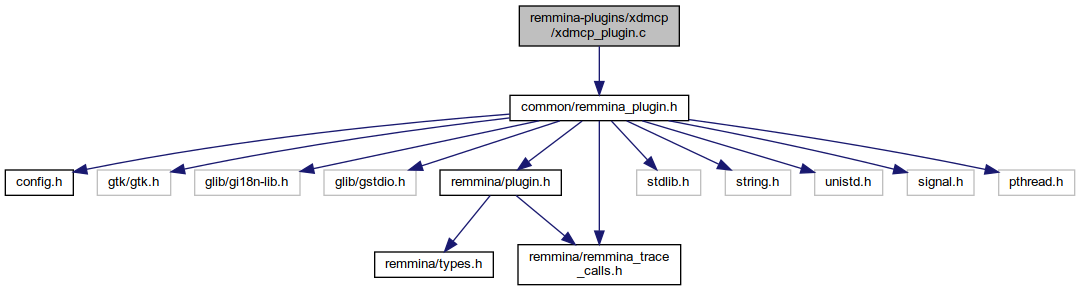 remmina-plugins/xdmcp
/xdmcp_plugin.c
common/remmina_plugin.h
config.h
gtk/gtk.h
glib/gi18n-lib.h
glib/gstdio.h
remmina/plugin.h
stdlib.h
string.h
unistd.h
signal.h
pthread.h
remmina/types.h
remmina/remmina_trace
_calls.h